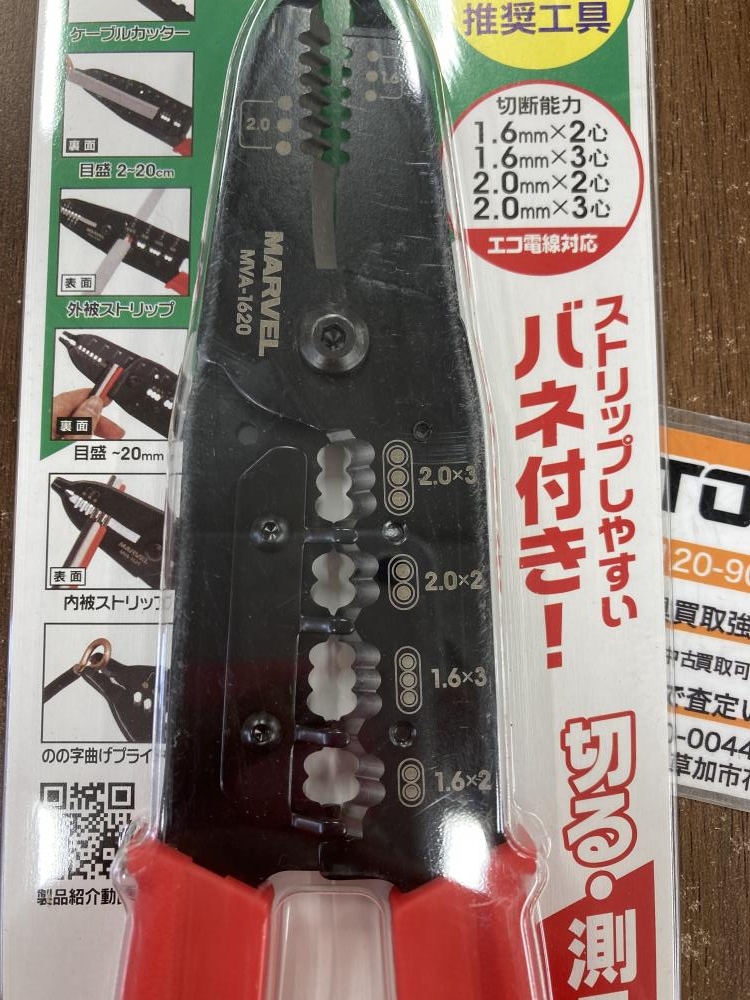 推奨工具
ケーブルカッター
裏面
目盛 2~20cm
表面
外被ストリップ
裏面
目盛 ~20mm
表面
内被ストリップ
のの字曲げプライ
製品紹介動
1.6
2.0
MARVEL
MVA-1620
2.0×3
2.0×2
1.6×3
1.6×2
切断能力
1.6mm×2心
1.6mm×3心
2.0mm×2心
2.0mm×3心
エコ電線対応
ストリップしやすい
バネ付き!
切る・測
TO
120-9
買取強
中古買取可
で査定い
0-0044
草加市